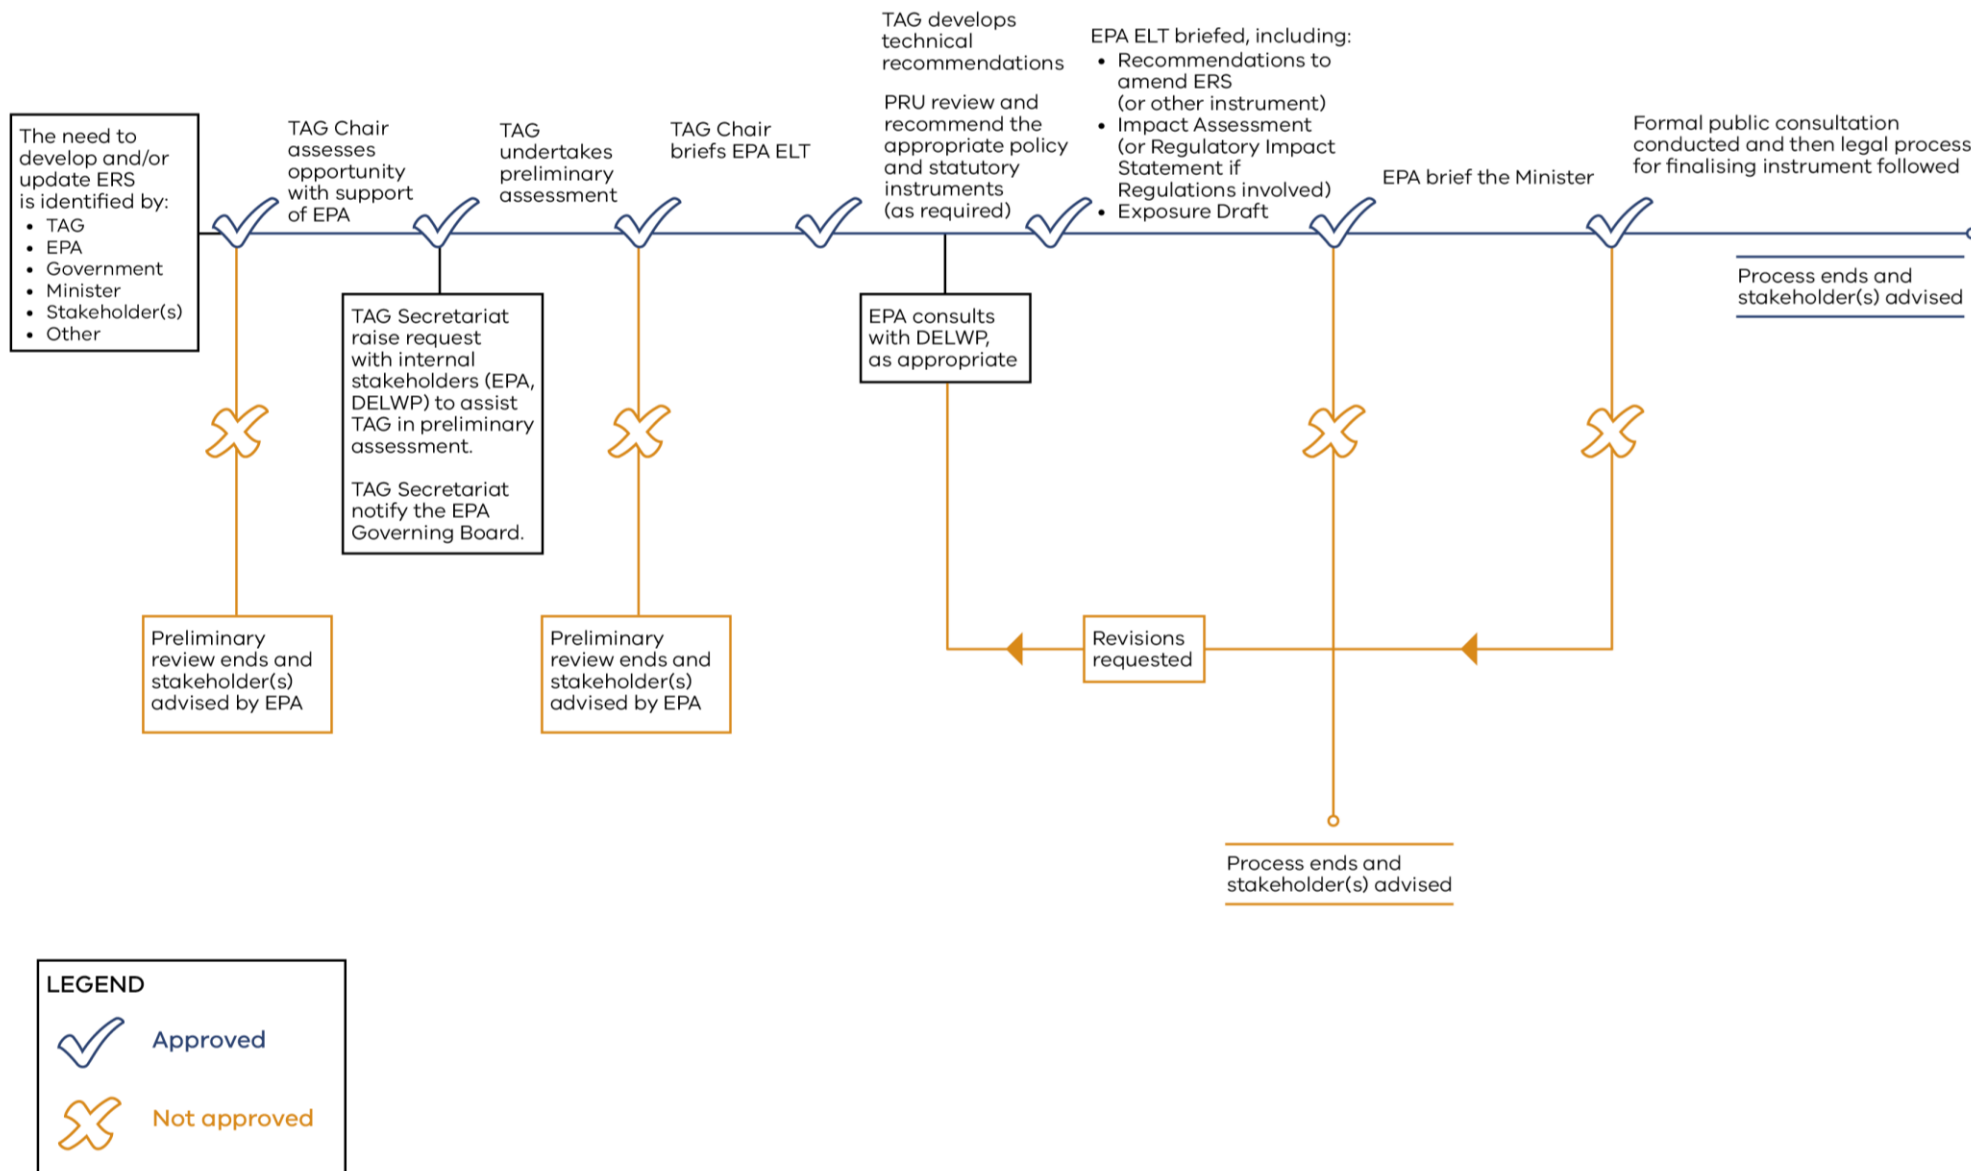 The need to
develop and/or
update ERS
is identified by:
• TAG
• EPA
• Government
• Minister
• Stakeholder(s)
• Other
TAG Chair
assesses
opportunity
with support
of EPA
TAG
undertakes
preliminary
assessment
TAG Chair
briefs EPA ELT
TAG develops
technical
recommendations
PRU review and
recommend the
appropriate policy
and statutory
instruments
(as required)
EPA ELT briefed, including:
• Recommendations to
amend ERS
(or other instrument)
• Impact Assessment
(or Regulatory Impact
Statement if
Regulations involved)
• Exposure Draft
EPA brief the Minister
Formal public consultation
conducted and then legal process
for finalising instrument followed
Process ends and
stakeholder(s) advised
TAG Secretariat
raise request
with internal
stakeholders (EPA,
DELWP) to assist
TAG in preliminary
assessment.
TAG Secretariat
notify the EPA
Governing Board.
EPA consults
with DELWP,
as appropriate
Preliminary
review ends and
stakeholder(s)
advised by EPA
Preliminary
review ends and
stakeholder(s)
advised by EPA
Revisions
requested
Process ends and
stakeholder(s) advised
LEGEND
Approved
Not approved